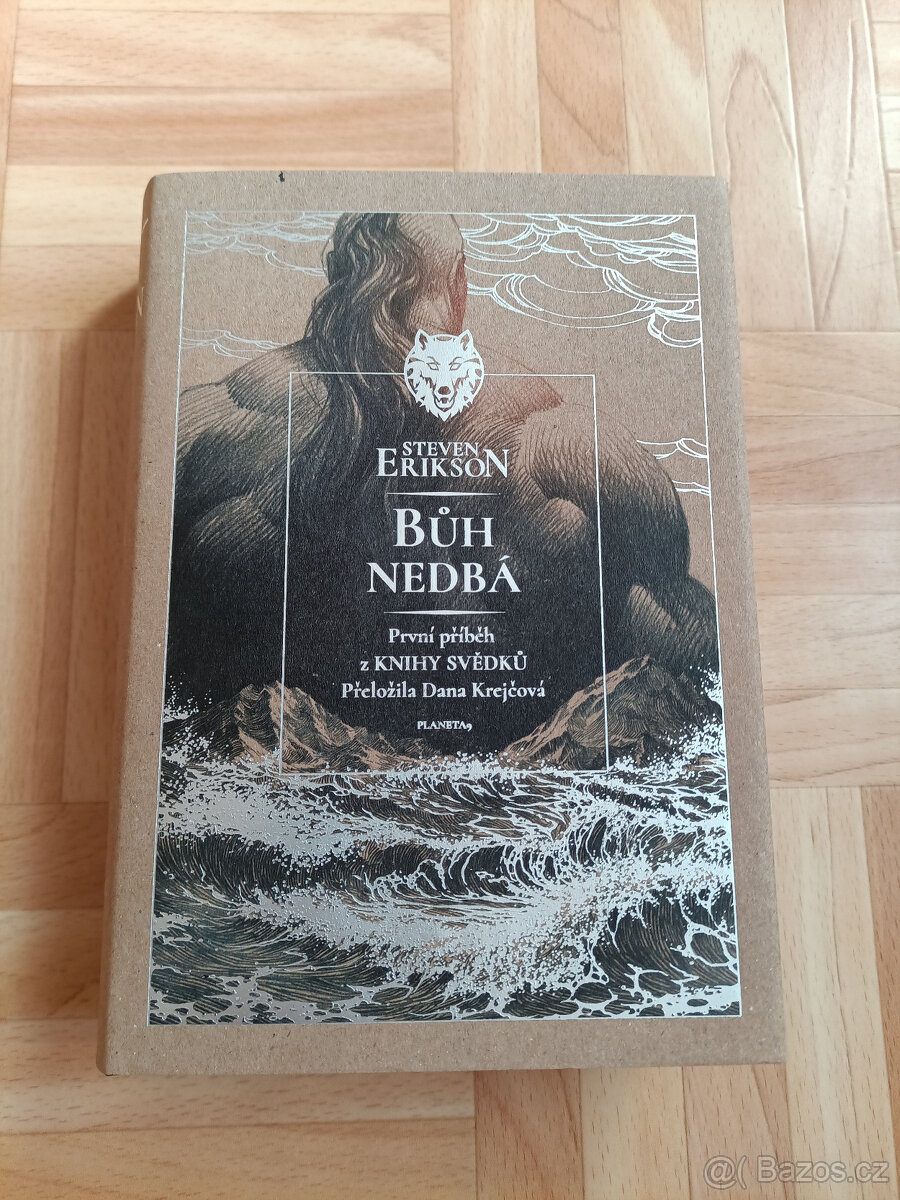 STEVEN
ERIKSON
BŮH
NEDBÁ
První příběh
z KNIHY SVĚDKŮ
Přeložila Dana Krejčová
PLANETA9
@( Bazos.cz